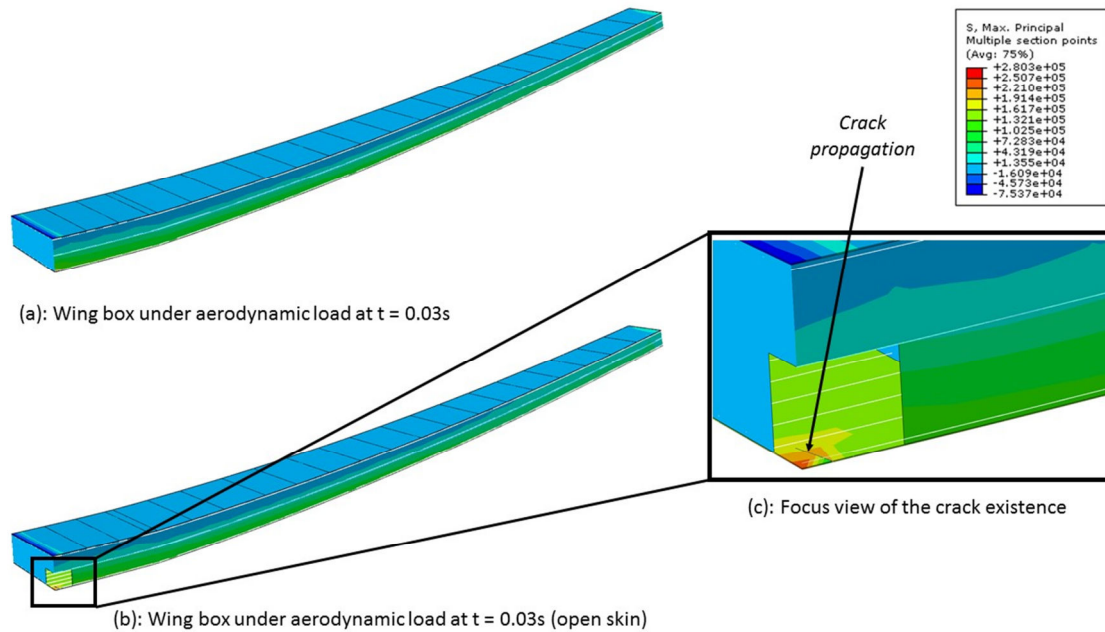 S, Max. Principal
Multiple section points
(Avg: 75%)
+2.803e+05
+2.507e+05
+2.210e+05
+1.914e+05
+1.617e+05
+1.321e+05
+1.025e+05
+7.283e+04
+4.319e+04
+1.355e+04
-1.609e+04
-4.573e+04
-7.537e+04
Crack
propagation
(a): Wing box under aerodynamic load at t = 0.03s
(c): Focus view of the crack existence
(b): Wing box under aerodynamic load at t = 0.03s (open skin)